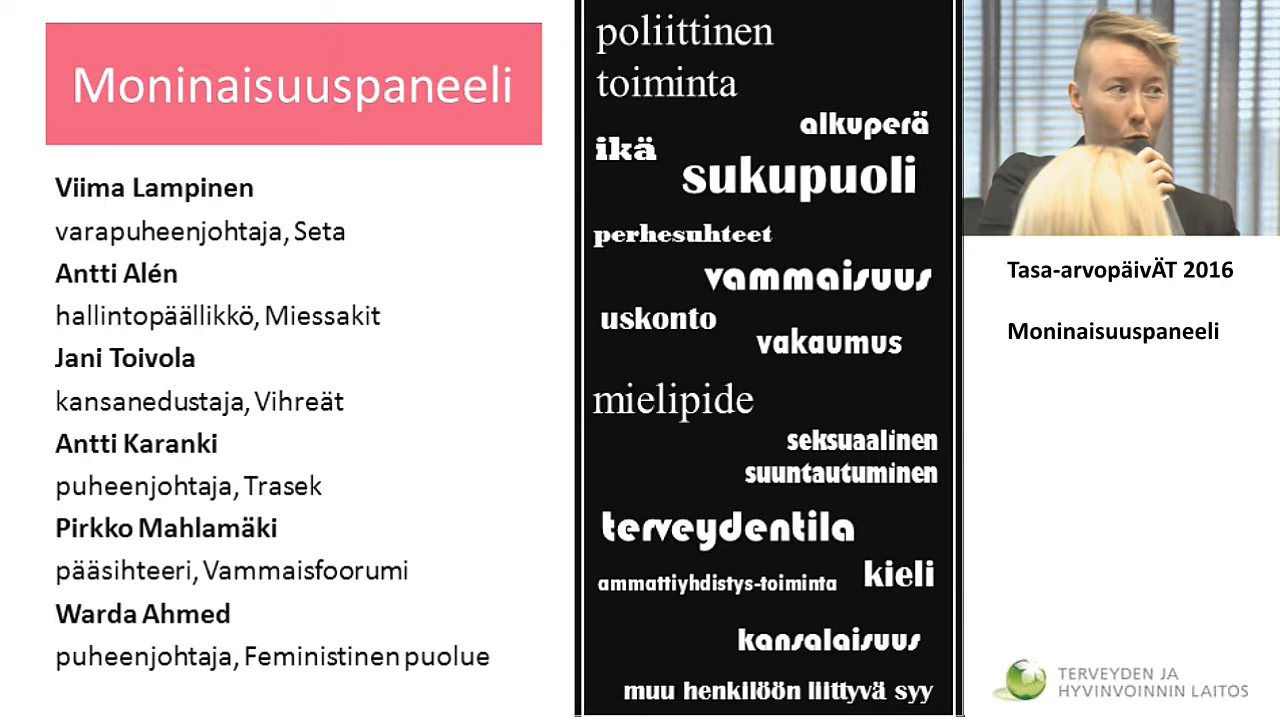 Moninaisuuspaneeli
Viima Lampinen
varapuheenjohtaja, Seta
Antti Alén
hallintopäällikkö, Miessakit
Jani Toivola
kansanedustaja, Vihreät
Antti Karanki
puheenjohtaja, Trasek
Pirkko Mahlamäki
pääsihteeri, Vammaisfoorumi
Warda Ahmed
puheenjohtaja, Feministinen puolue
poliittinen
toiminta
alkuperä
ikä
sukupuoli
perhesuhteet
vammaisuus
uskonto
vakaumus
mielipide
seksuaalinen
suuntautuminen
terveydentila
kieli
ammattiyhdistys-toiminta
kansalaisuus
muu henkilöön liittyvä syy
Tasa-arvopäivÄT 2016
Moninaisuuspaneeli
TERVEYDEN JA
HYVINVOINNIN LAITOS